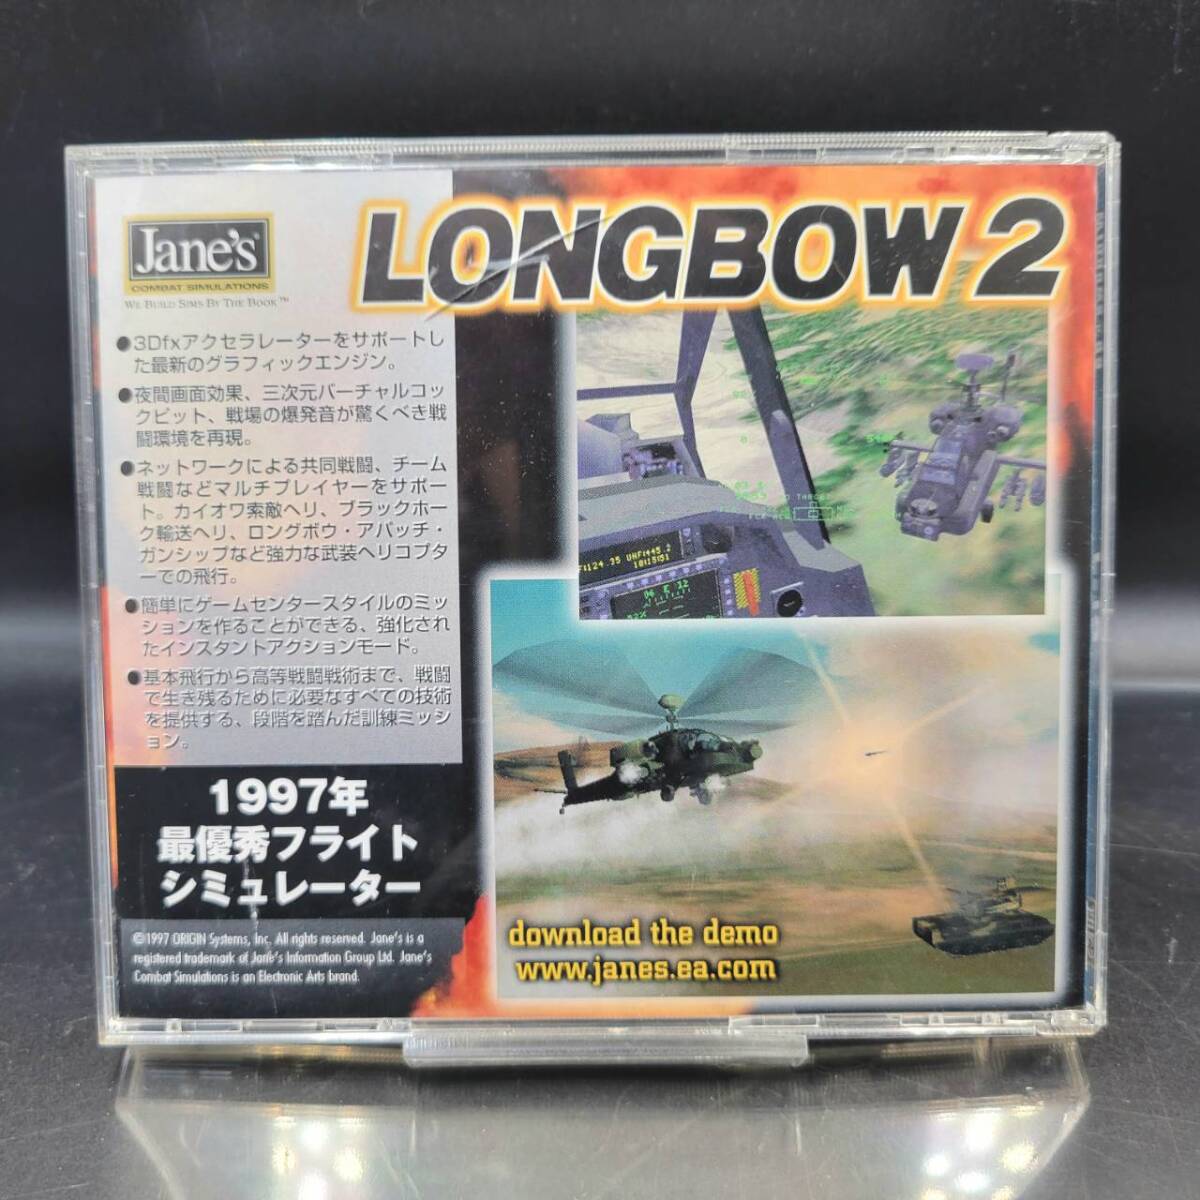 Jane's
COMBAT SIMULATIONS
WE BUILD SIMS BY THE BOOK™
LONGBOW 2
●3Dfxアクセラレーターをサポートし
た最新のグラフィックエンジン。
●夜間画面効果、三次元バーチャルコッ
クピット、戦場の爆発音が驚くべき戦
闘環境を再現。
●ネットワークによる共同戦闘、チーム
戦闘などマルチプレイヤーをサポー
ト。カイオワ索敵ヘリ、ブラックホー
ク輸送ヘリ、ロングボウ・アパッチ・
ガンシップなど強力な武装ヘリコプタ
ーでの飛行。
●簡単にゲームセンタースタイルのミッ
ションを作ることができる、強化され
たインスタントアクションモード。
●基本飛行から高等戦闘戦術まで、戦闘
で生き残るために必要なすべての技術
を提供する、段階を踏んだ訓練ミッシ
ョン。
1997年
最優秀フライト
シミュレーター
©1997 ORIGIN Systems, Inc. All rights reserved. Jane's is a
registered trademark of Jane's Information Group Ltd. Jane's
Combat Simulations is an Electronic Arts brand.
124.35 UHF:445.2
18:15:51
download the demo
www.janes.ea.com